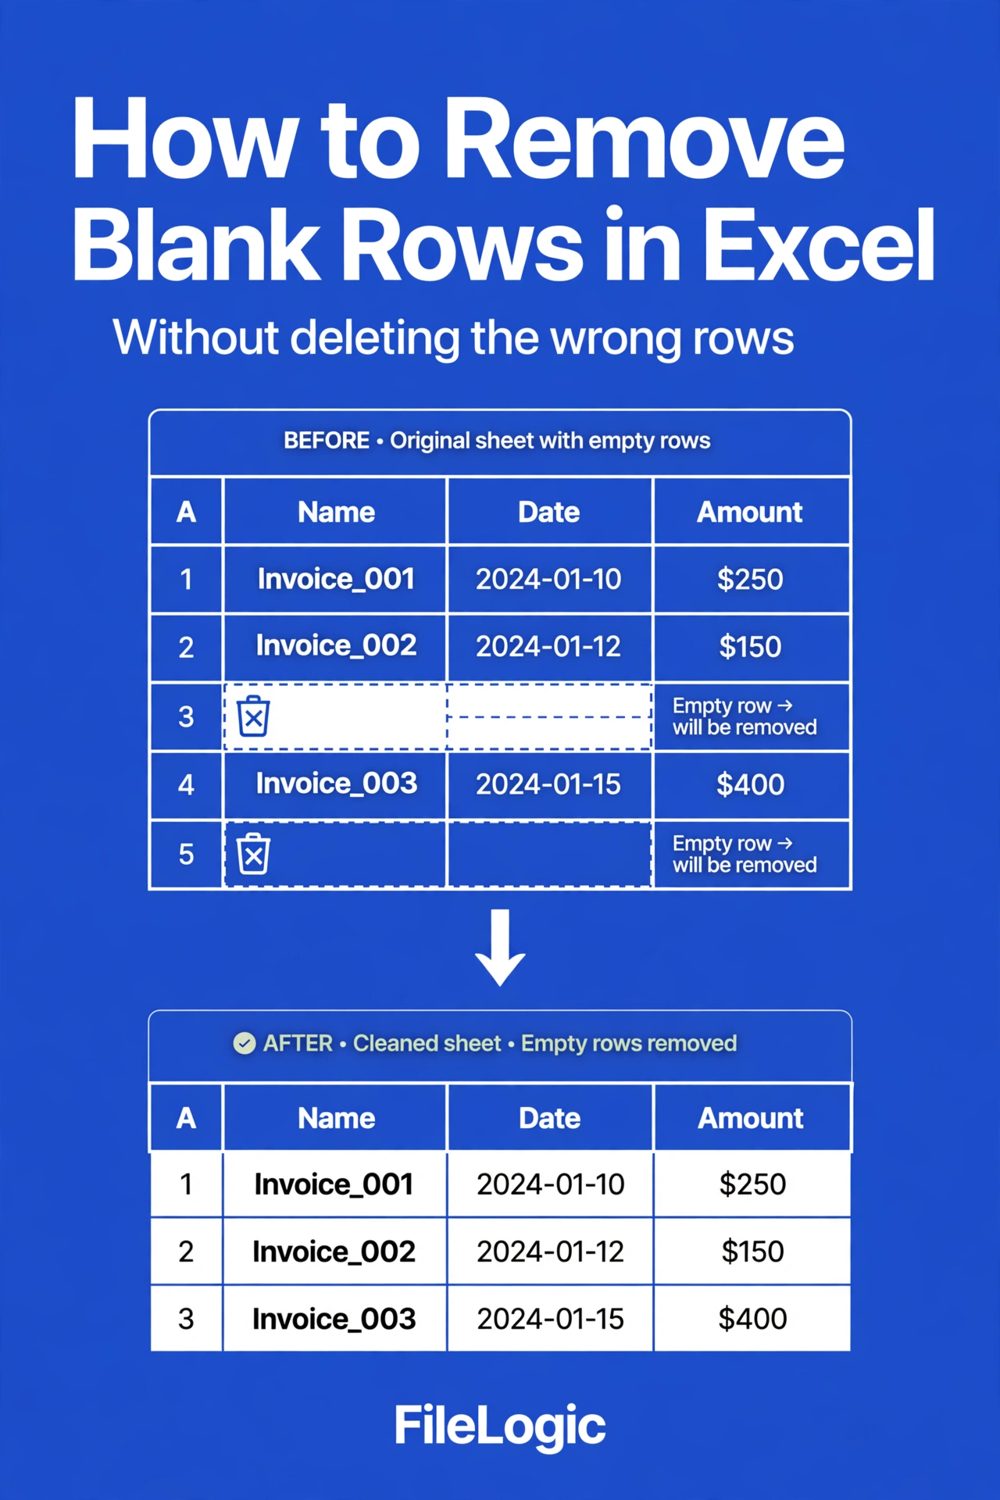 How to Remove
Blank Rows in Excel
Without deleting the wrong rows
BEFORE • Original sheet with empty rows
A Name Date Amount
1 Invoice_001 2024-01-10 $250
2 Invoice_002 2024-01-12 $150
3 Empty row →
will be removed
4 Invoice_003 2024-01-15 $400
5 Empty row →
will be removed
AFTER • Cleaned sheet • Empty rows removed
A Name Date Amount
1 Invoice_001 2024-01-10 $250
2 Invoice_002 2024-01-12 $150
3 Invoice_003 2024-01-15 $400
FileLogic